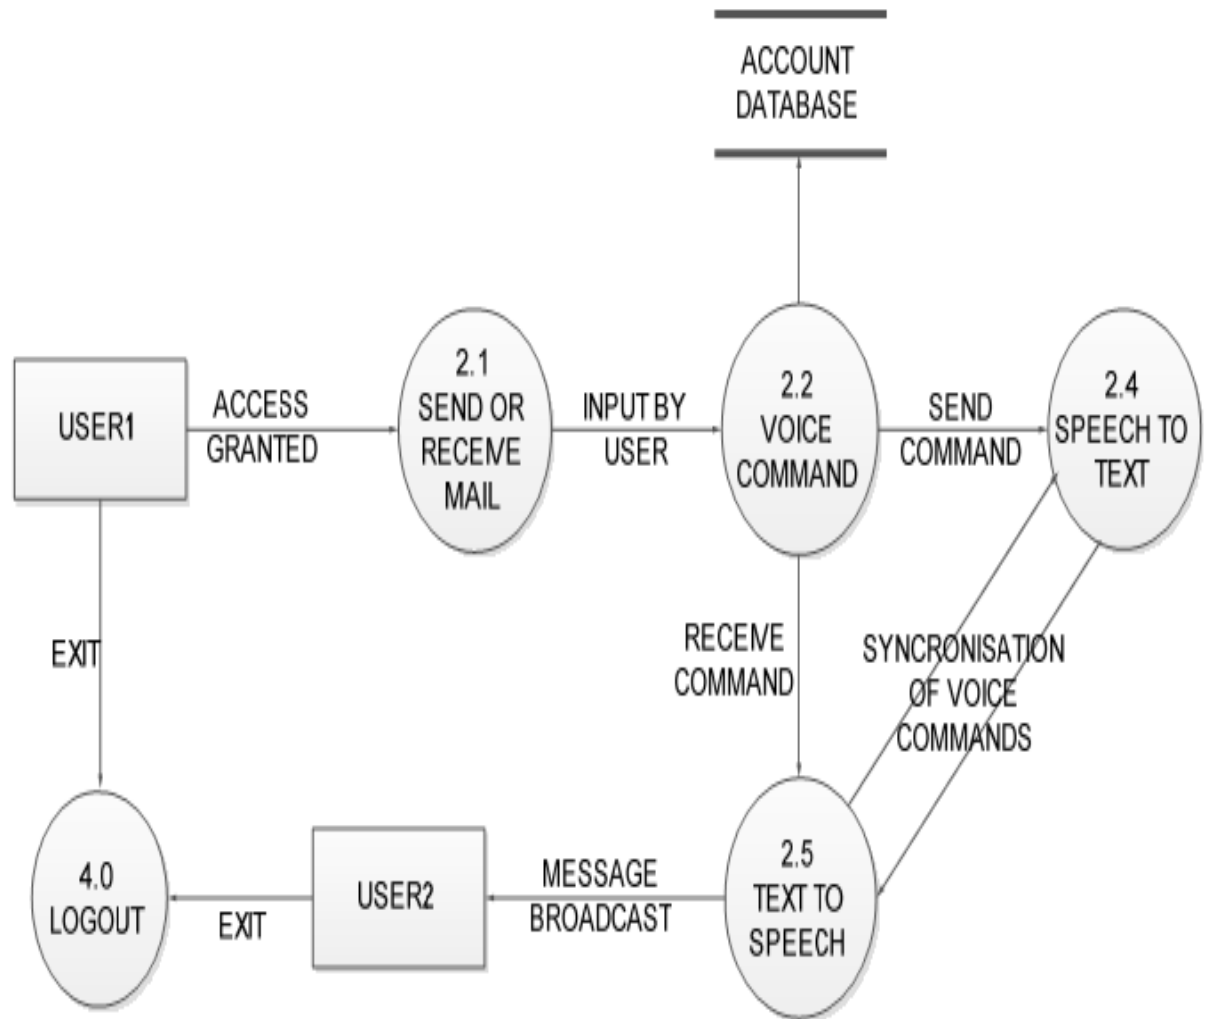 ACCOUNT
DATABASE
USER1
ACCESS
GRANTED
2.1
SEND OR
RECEIVE
MAIL
INPUT BY
USER
2.2
VOICE
COMMAND
SEND
COMMAND
2.4
SPEECH TO
TEXT
EXIT
RECEIVE
COMMAND
SYNCRONISATION
OF VOICE
COMMANDS
4.0
LOGOUT
EXIT
USER2
MESSAGE
BROADCAST
2.5
TEXT TO
SPEECH